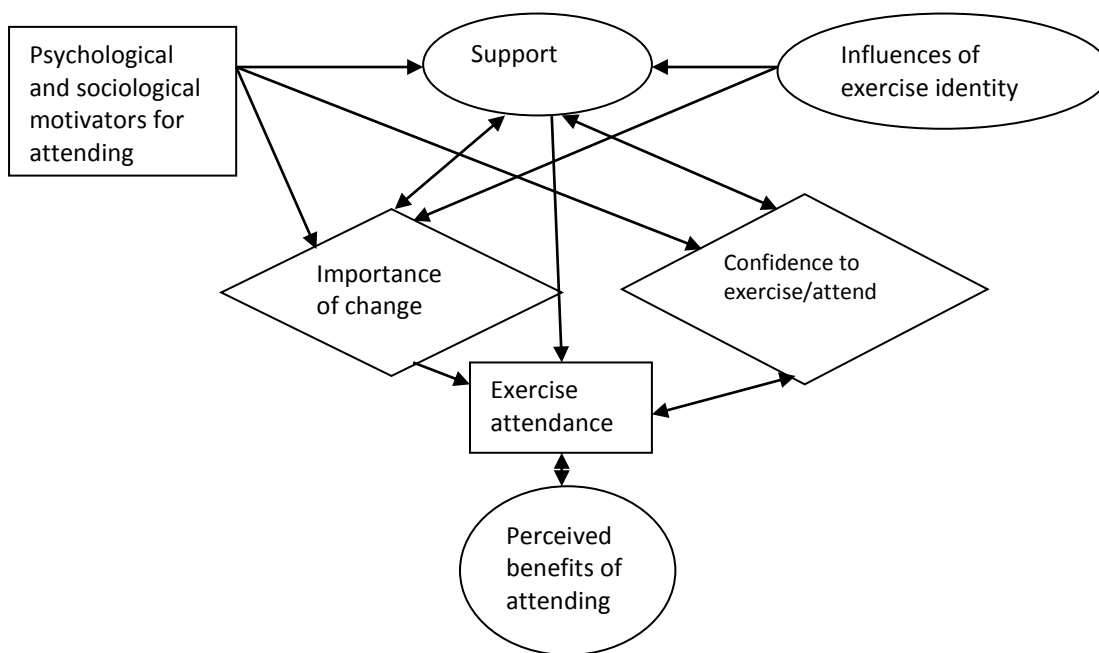 Psychological
and sociological
motivators for
attending
Support
Influences of
exercise identity
Importance
of change
Confidence to
exercise/attend
Exercise
attendance
Perceived
benefits of
attending